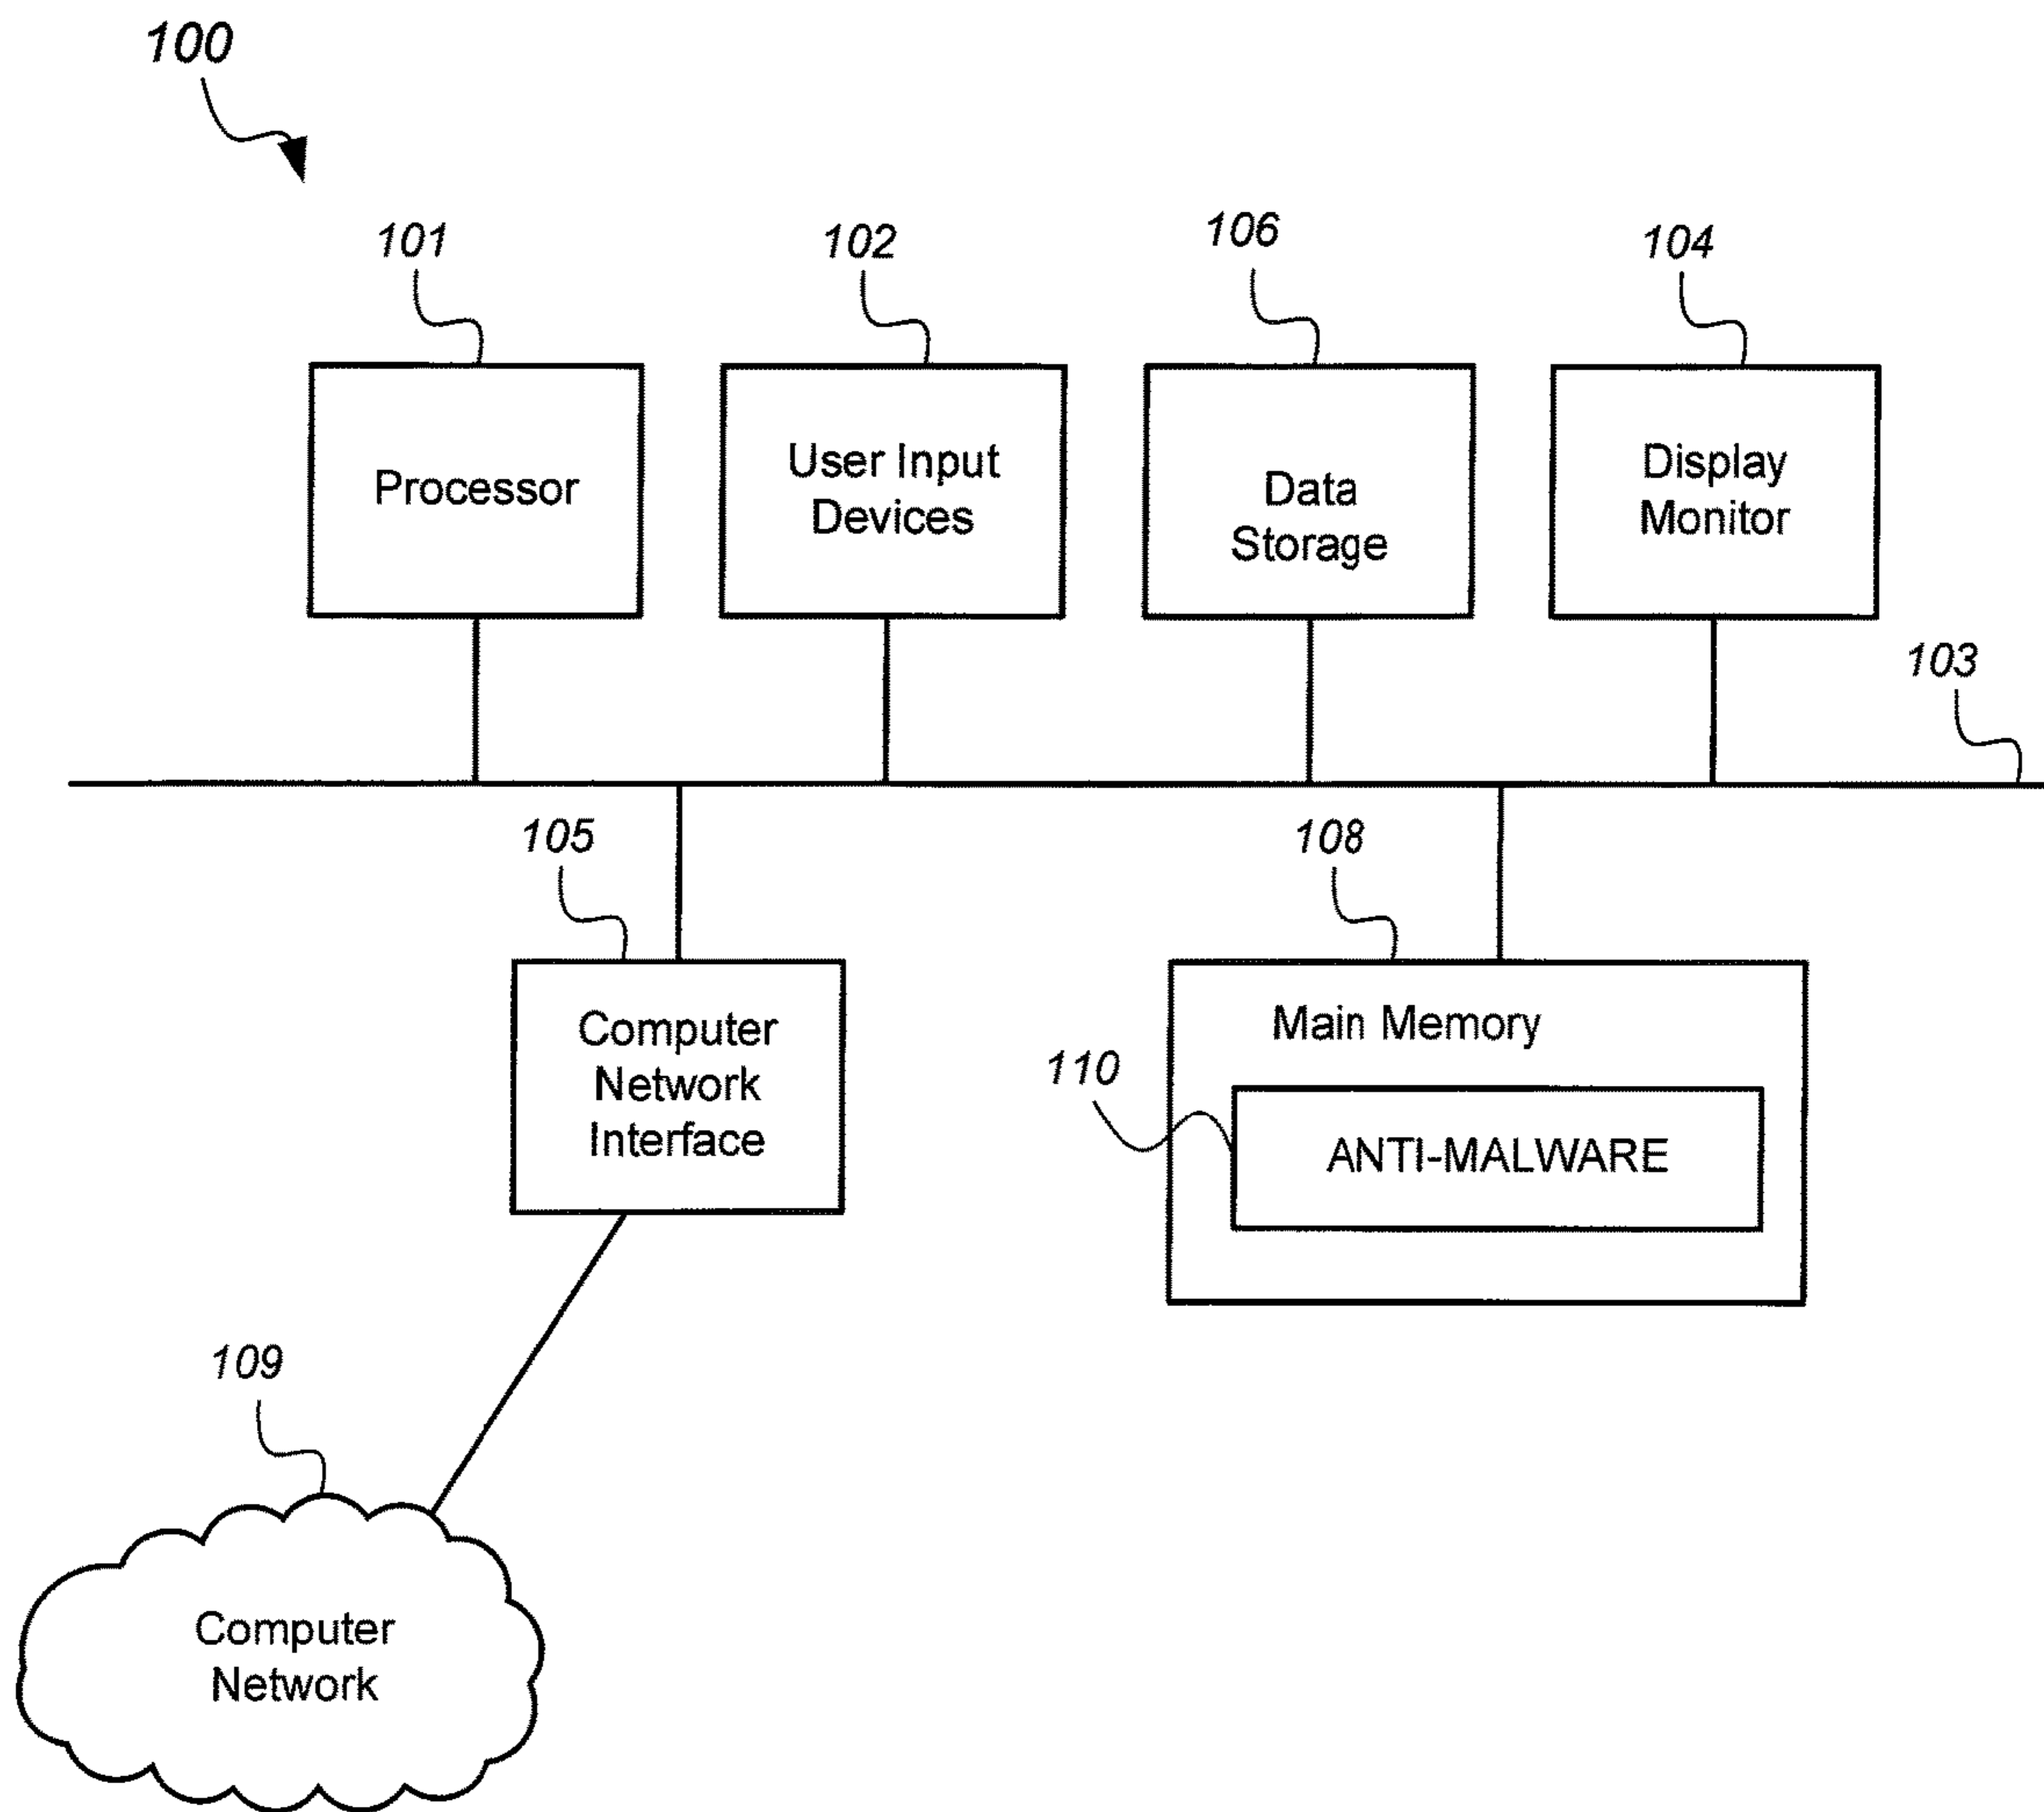 100
101
102
106
104
Processor
User Input
Devices
Data
Storage
Display
Monitor
103
105
108
Computer
Network
Interface
Main Memory
110
ANTI-MALWARE
109
Computer
Network